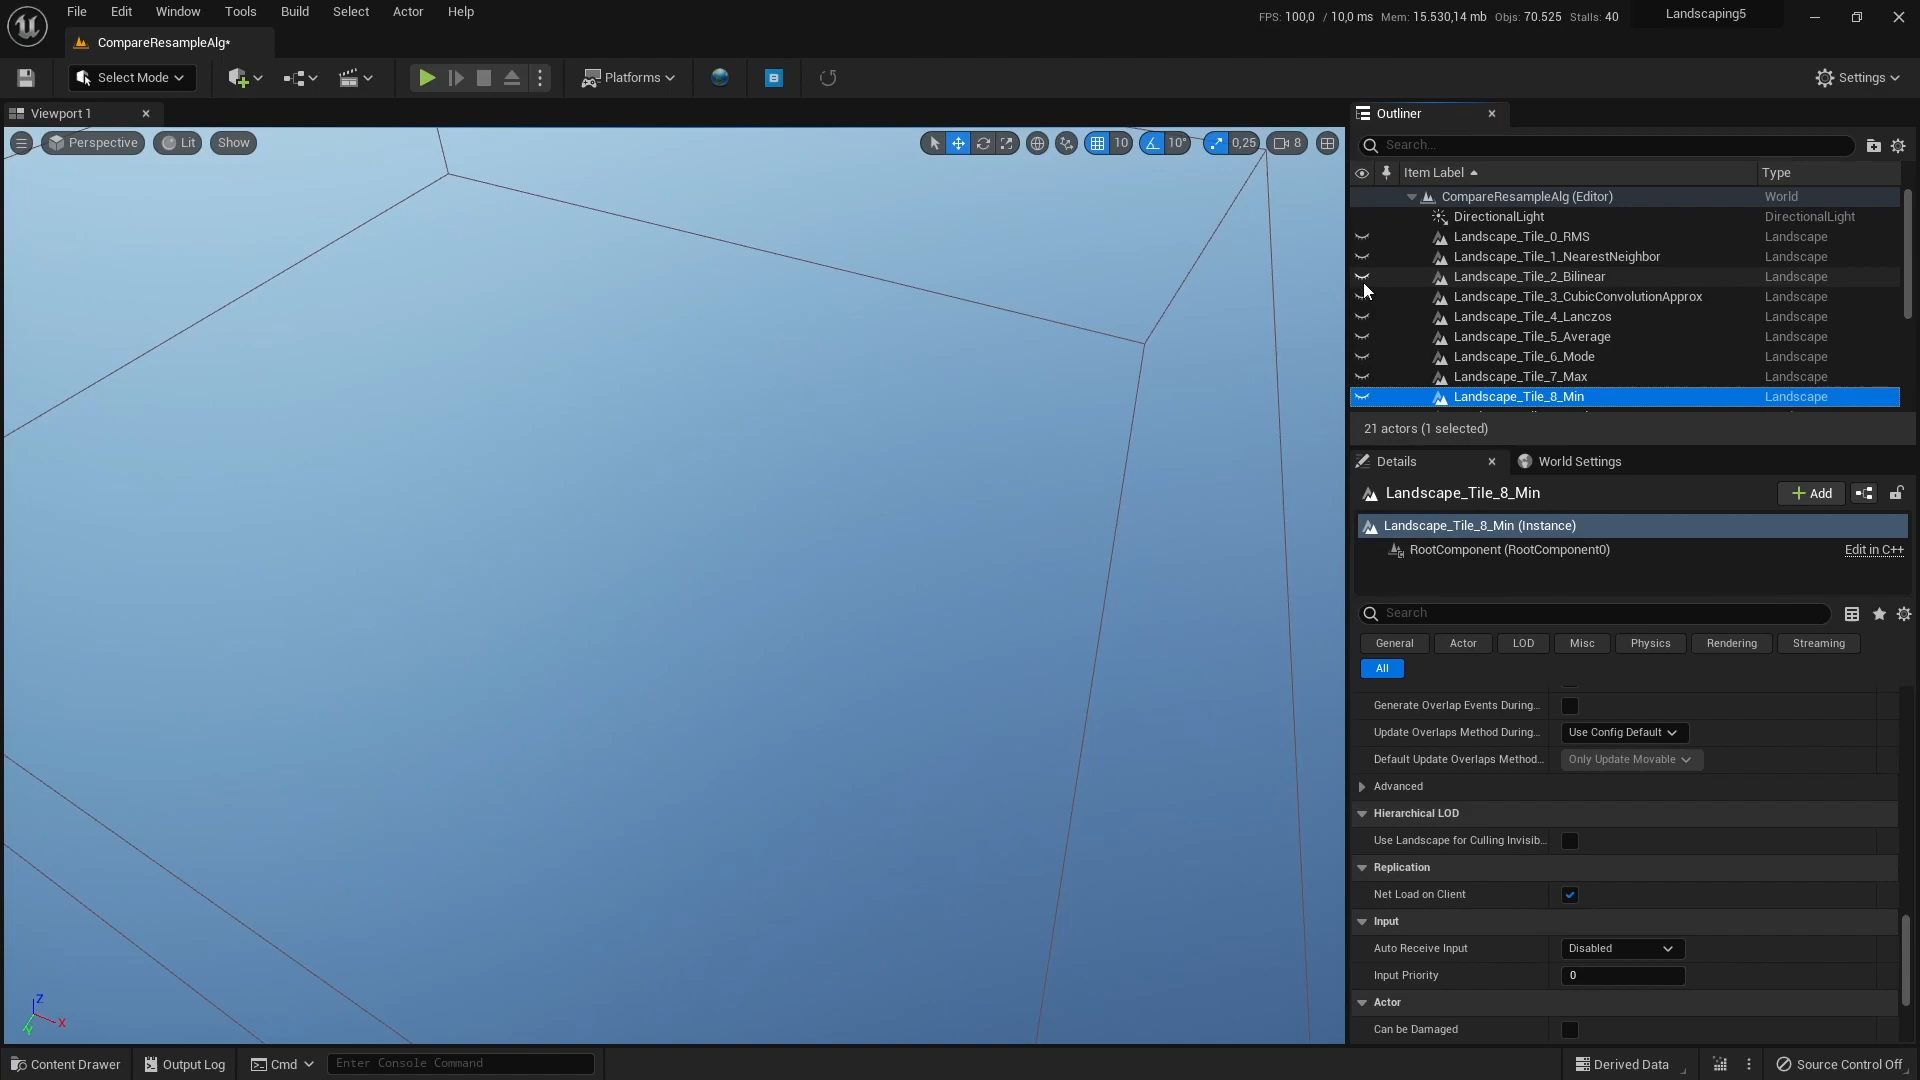 File Edit Window Tools Build Select Actor Help
FPS: 100,0 / 10,0 ms Mem: 15.530,14 mb Objs: 70.525 Stalls: 40
Landscaping5
CompareResampleAlg*
Select Mode
Platforms
Settings
Viewport 1
Outliner
Perspective Lit Show
10 10° 0,25 8
Search...
Item Label Type
CompareResampleAlg (Editor) World
DirectionalLight DirectionalLight
Landscape_Tile_0_RMS Landscape
Landscape_Tile_1_NearestNeighbor Landscape
Landscape_Tile_2_Bilinear Landscape
Landscape_Tile_3_CubicConvolutionApprox Landscape
Landscape_Tile_4_Lanczos Landscape
Landscape_Tile_5_Average Landscape
Landscape_Tile_6_Mode Landscape
Landscape_Tile_7_Max Landscape
Landscape_Tile_8_Min Landscape
21 actors (1 selected)
Details World Settings
Landscape_Tile_8_Min
Add
Landscape_Tile_8_Min (Instance)
RootComponent (RootComponent0) Edit in C++
Search
General Actor LOD Misc Physics Rendering Streaming
All
Generate Overlap Events During...
Update Overlaps Method During... Use Config Default
Default Update Overlaps Method... Only Update Movable
Advanced
Hierarchical LOD
Use Landscape for Culling Invisib...
Replication
Net Load on Client
Input
Auto Receive Input Disabled
Input Priority 0
Actor
Can be Damaged
Z
X
Y
Content Drawer Output Log Cmd Enter Console Command
Derived Data Source Control Off